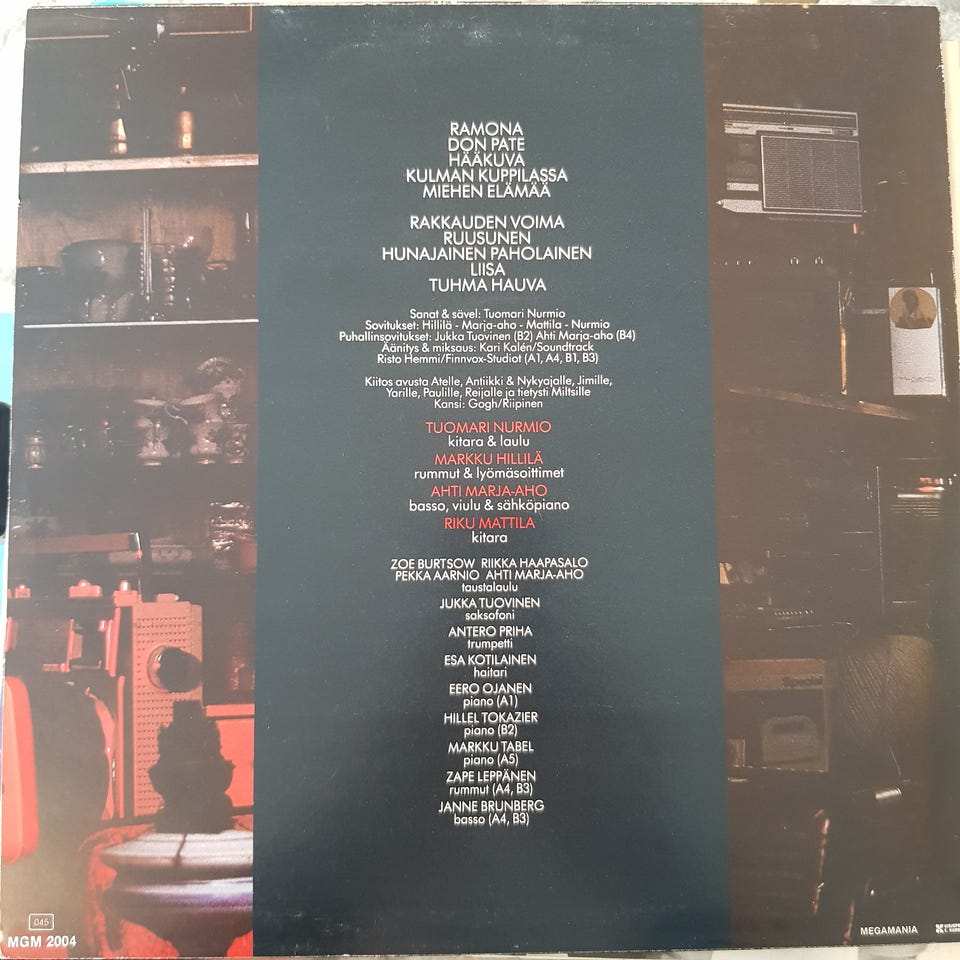 RAMONA
DON PATE
HÄÄKUVA
KULMAN KUPPILASSA
MIEHEN ELÄMÄÄ
RAKKAUDEN VOIMA
RUUSUNEN
HUNAJAINEN PAHOLAINEN
LIISA
TUHMA HAUVA
Sanat & sävel: Tuomari Nurmio
Sovitukset: Hillilä - Marja-aho - Mattila - Nurmio
Puhallinsovitukset: Jukka Tuovinen (B2) Ahti Marja-aho (B4)
Äänitys & miksaus: Kari Kalén/Soundtrack
Risto Hemmi/Finnvox-Studiot (A1, A4, B1, B3)
Kiitos avusta Atelle, Antiikki & Nykyajalle, Jimille,
Yarille, Paulille, Reijalle ja tietysti Miltsille
Kansi: Gogh/Riipinen
TUOMARI NURMIO
kitara & laulu
MARKKU HILLILÄ
rummut & lyömäsoittimet
AHTI MARJA-AHO
basso, viulu & sähköpiano
RIKU MATTILA
kitara
ZOE BURTSOW RIIKKA HAAPASALO
PEKKA AARNIO AHTI MARJA-AHO
taustalaulu
JUKKA TUOVINEN
saksofoni
ANTERO PRIHA
trumpetti
ESA KOTILAINEN
haitari
EERO OJANEN
piano (A1)
HILLEL TOKAZIER
piano (B2)
MARKKU TABEL
piano (A5)
ZAPE LEPPÄNEN
rummut (A4, B3)
JANNE BRUNBERG
basso (A4, B3)
045
MGM 2004
MEGAMANIA